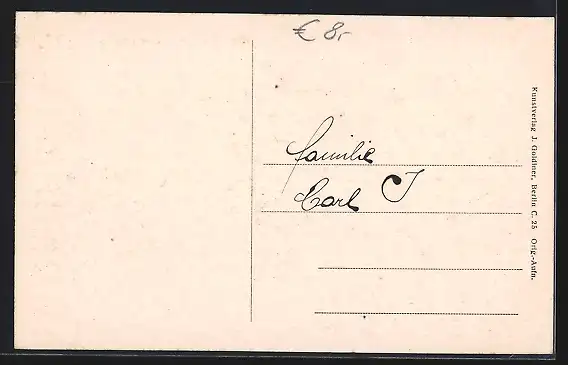 € 8,-
Familie
Carl J
Kunstverlag J. Goldiner, Berlin C. 25 Orig.-Aufn.